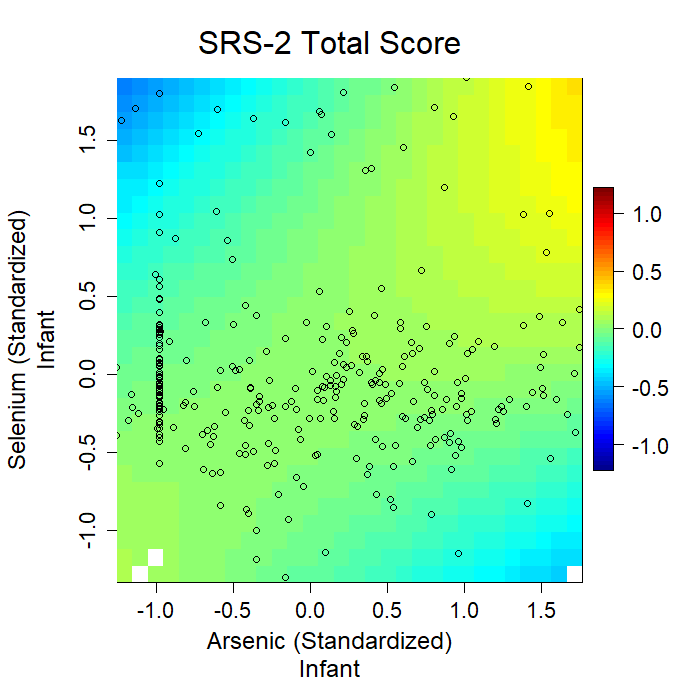 SRS-2 Total Score
Selenium (Standardized)
Infant
1.5
1.0
0.5
0.0
-0.5
-1.0
-1.0 -0.5 0.0 0.5 1.0 1.5
Arsenic (Standardized)
Infant
1.0
0.5
0.0
-0.5
-1.0